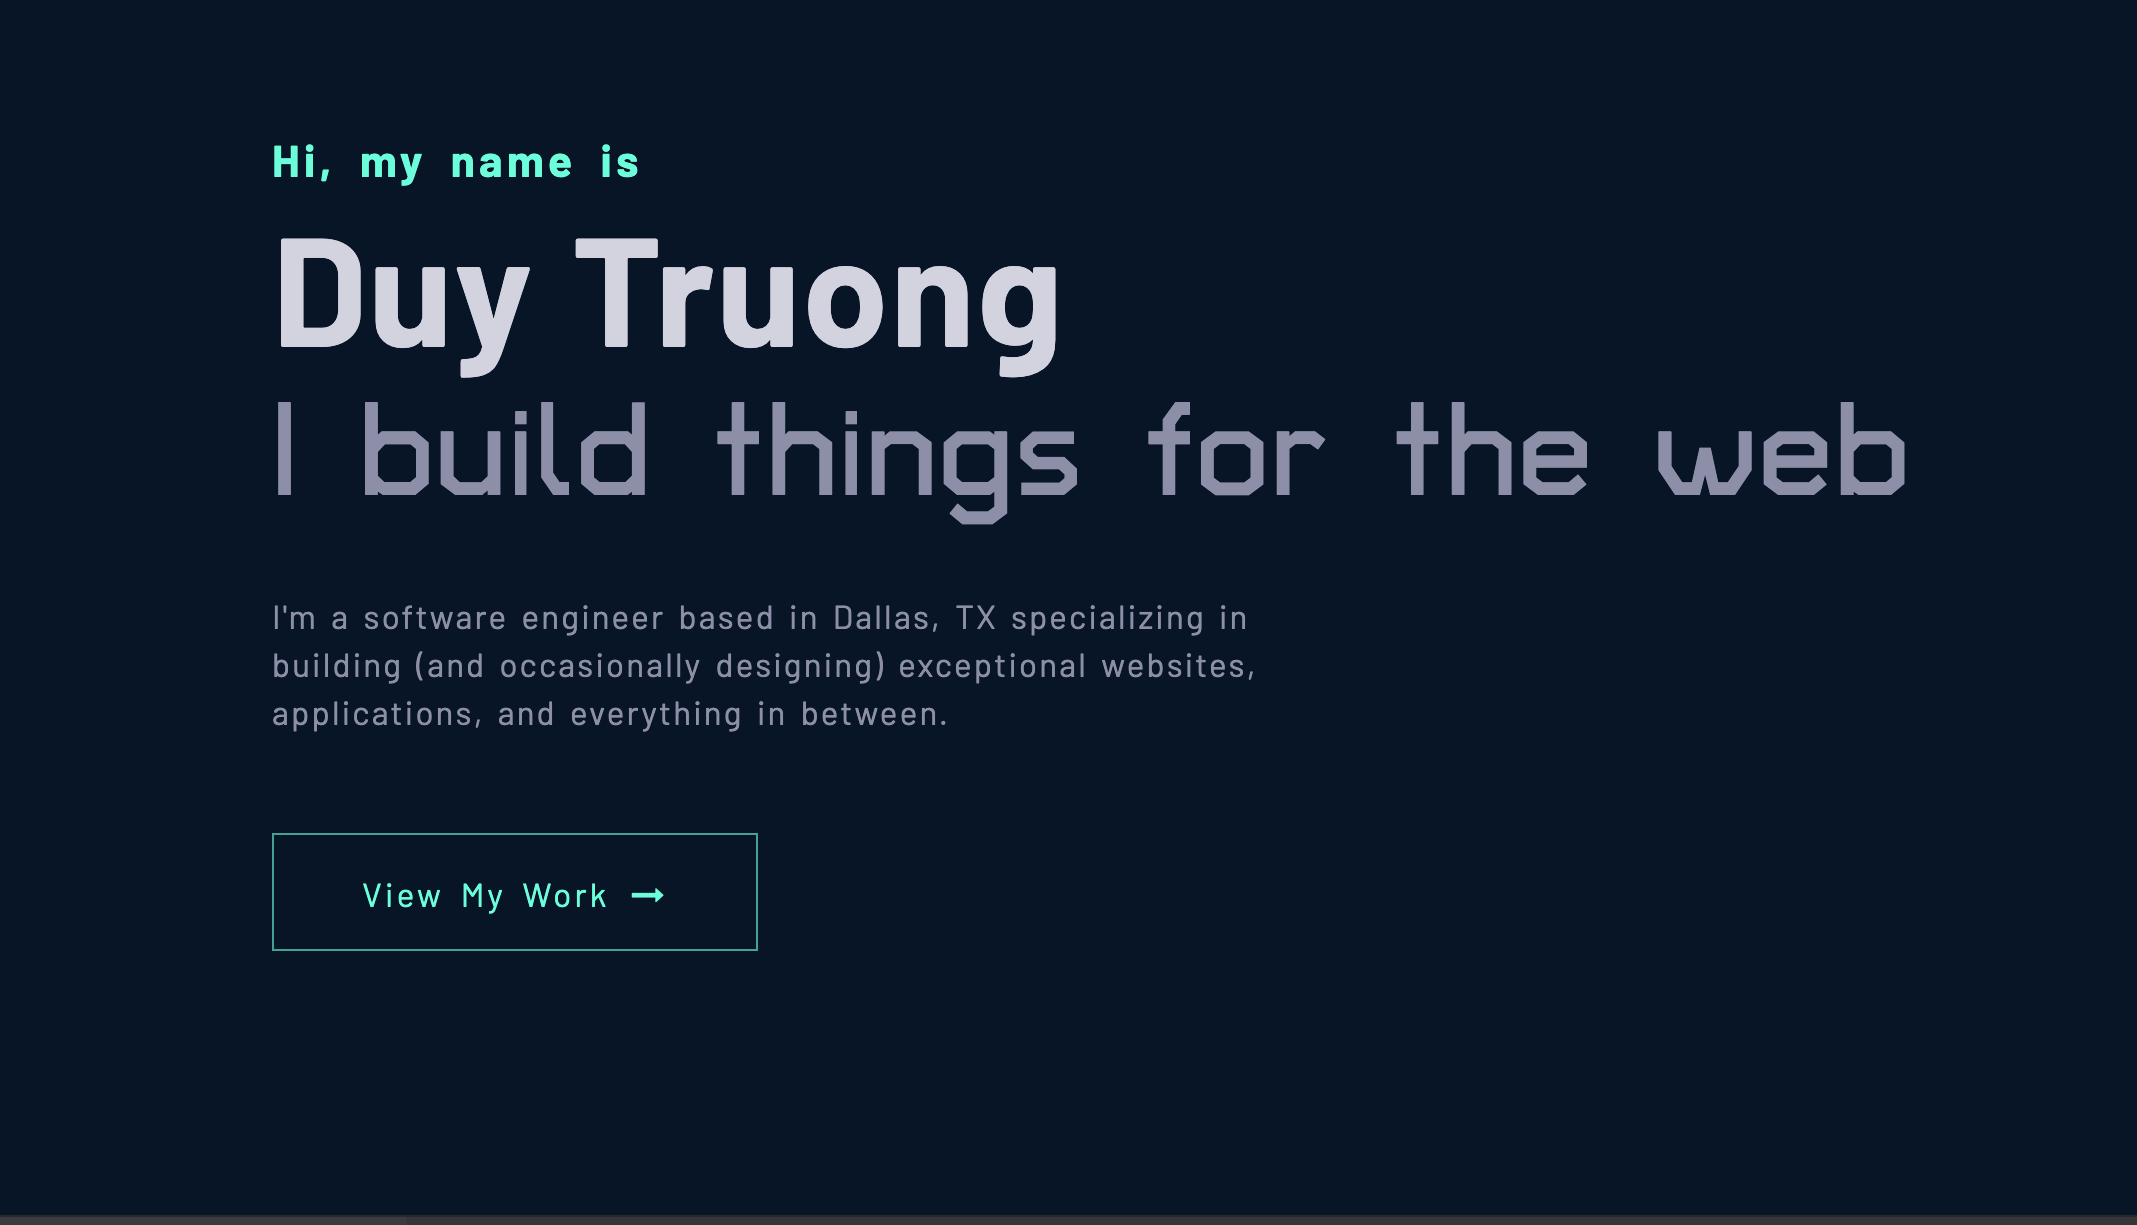 Hi, my name is
Duy Truong
I build things for the web
I'm a software engineer based in Dallas, TX specializing in
building (and occasionally designing) exceptional websites,
applications, and everything in between.
View My Work →